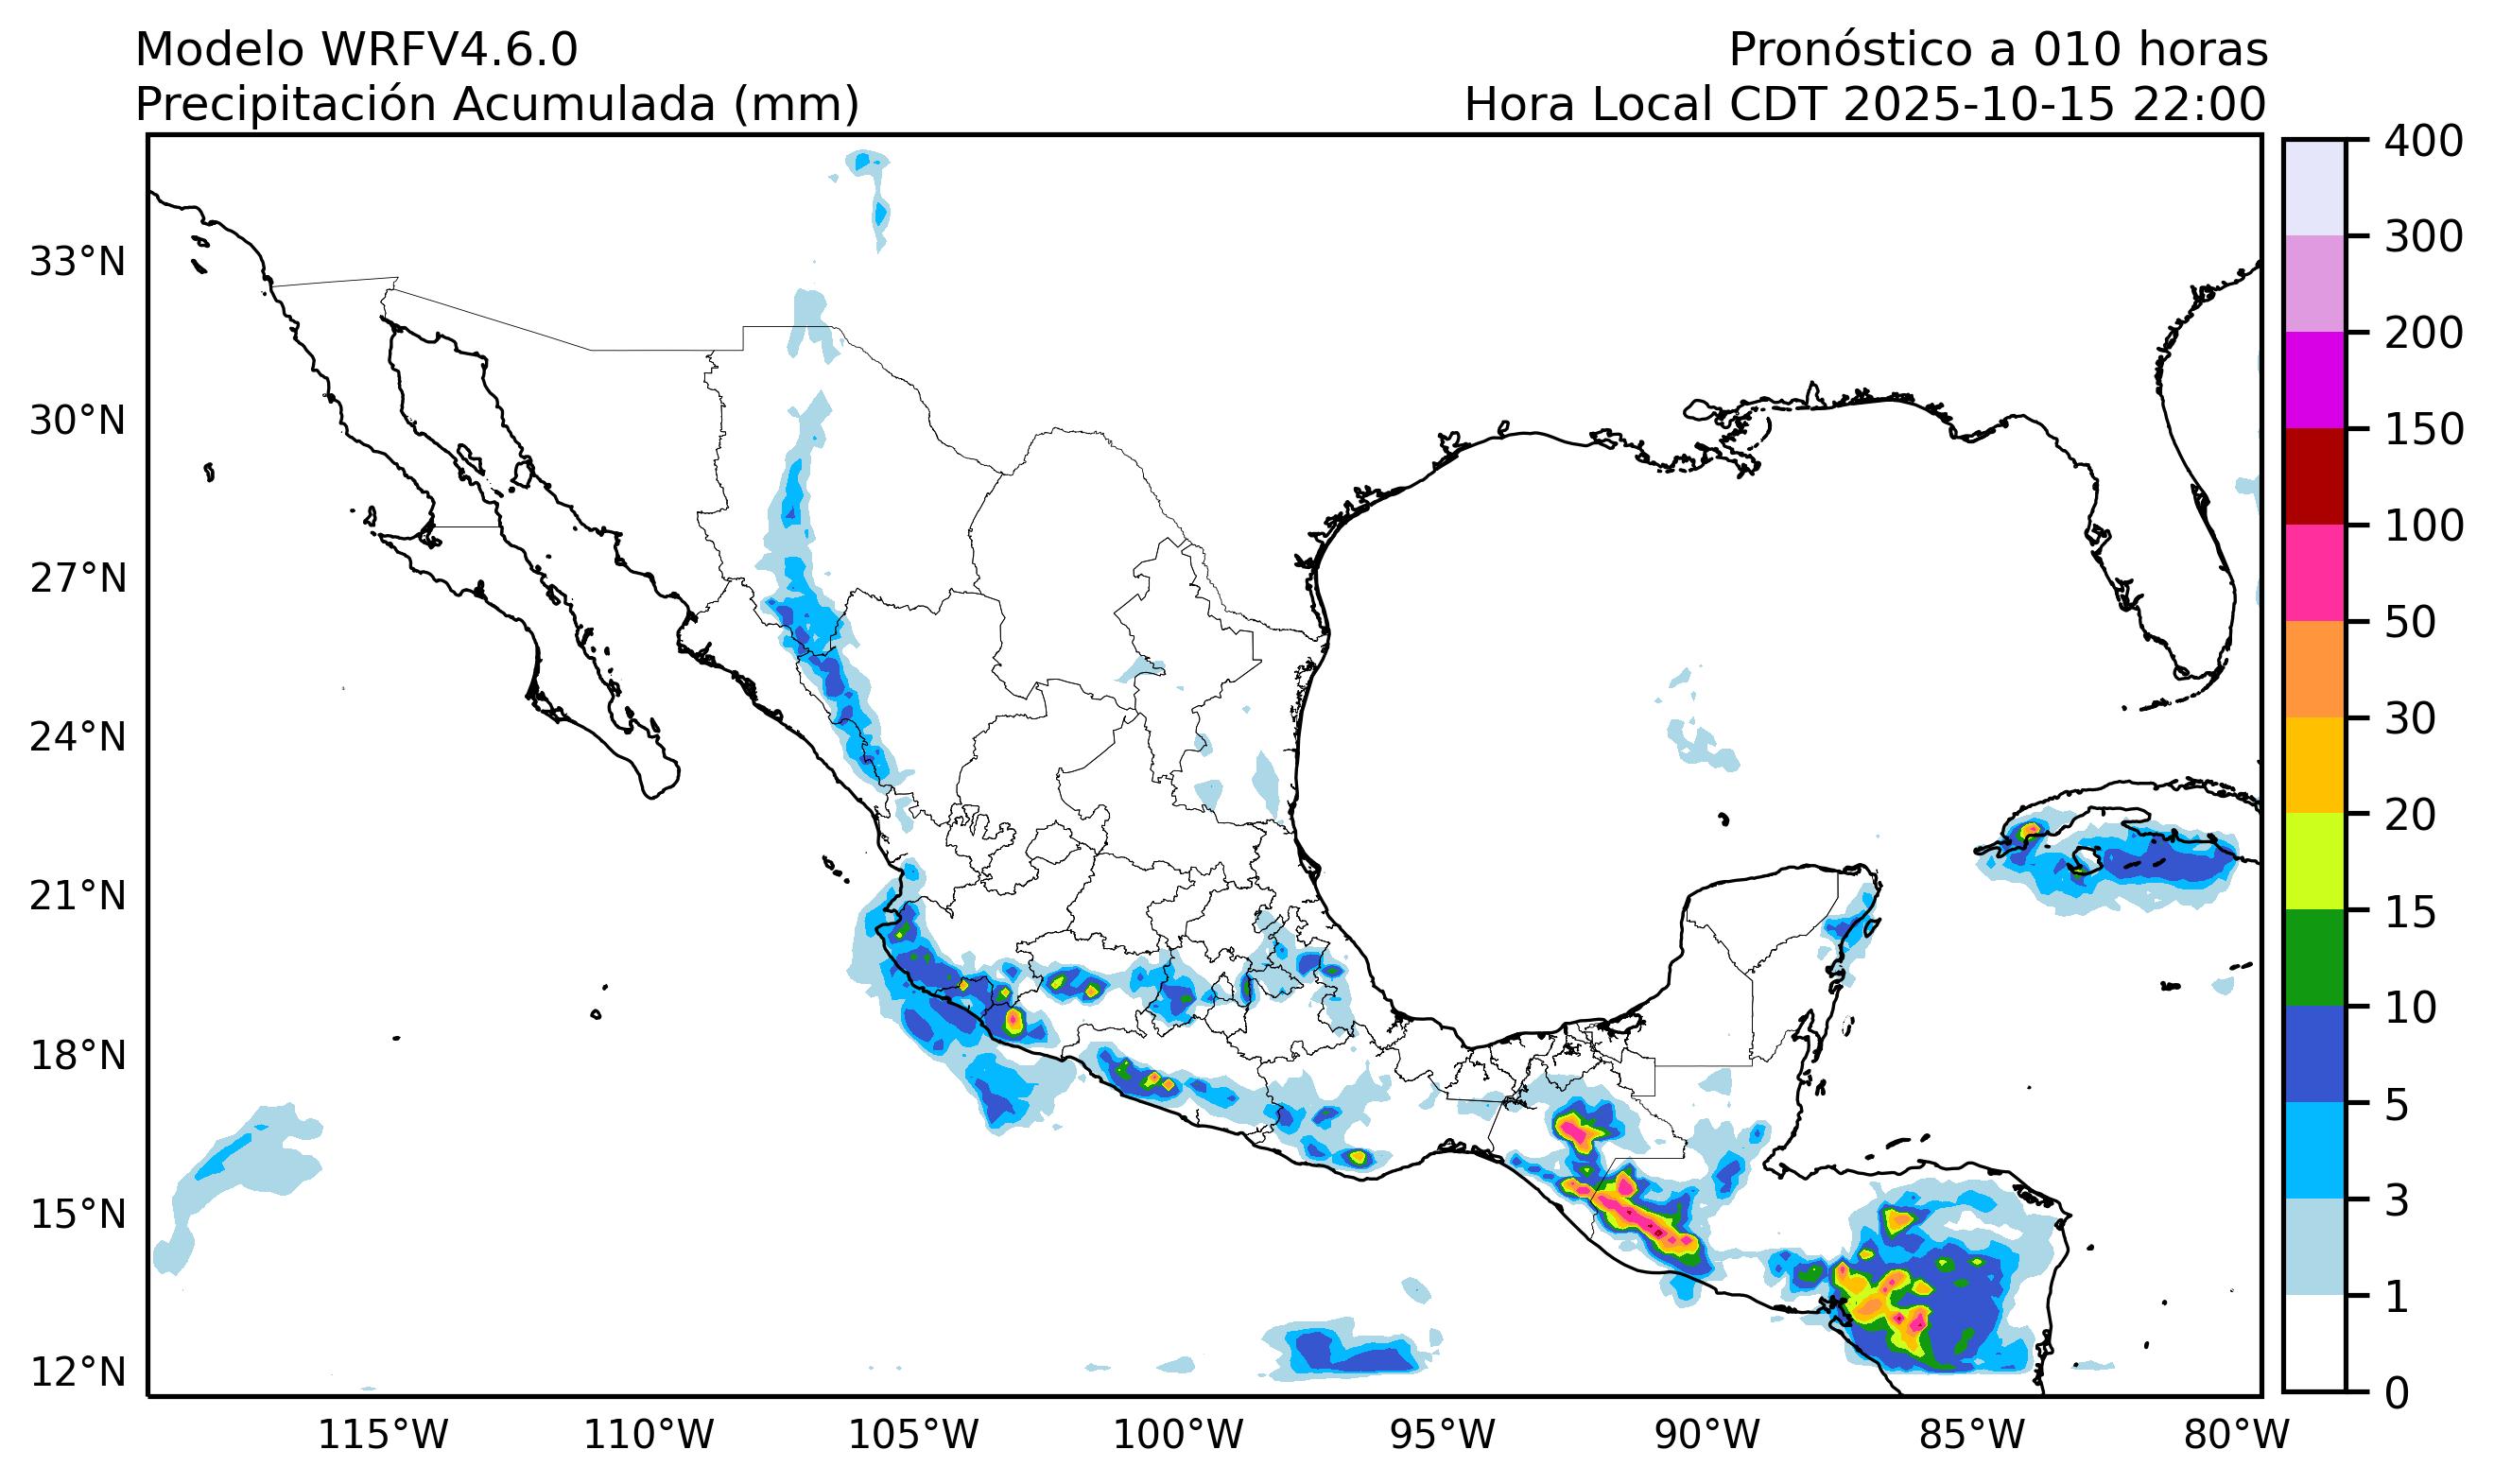 Modelo WRFV4.6.0
Pronóstico a 010 horas
Precipitación Acumulada (mm)
Hora Local CDT 2025-10-15 22:00
33°N
30°N
27°N
24°N
21°N
18°N
15°N
12°N
115°W
110°W
105°W
100°W
95°W
90°W
85°W
80°W
400
300
200
150
100
50
30
20
15
10
5
3
1
0